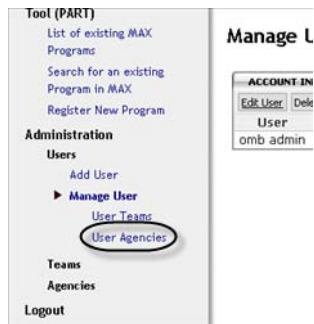 Tool (PART)
List of existing MAX
Programs
Search for an existing
Program in MAX
Register New Program
Administration
Users
Add User
Manage User
User Teams
User Agencies
Teams
Agencies
Logout
Manage U
ACCOUNT IN
Edit User Dele
User
omb admin